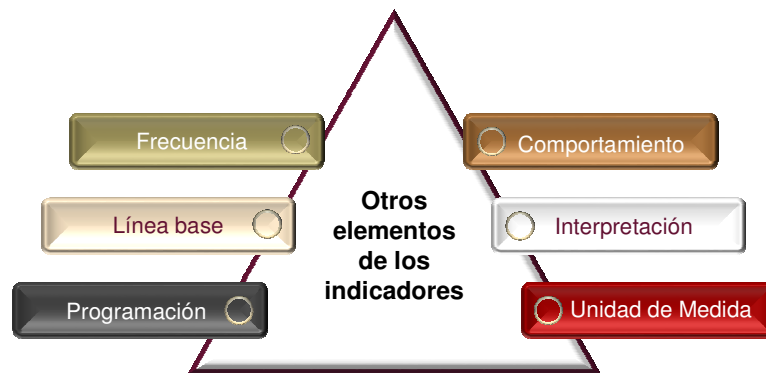 Frecuencia
Línea base
Programación
Otros
elementos
de los
indicadores
Comportamiento
Interpretación
Unidad de Medida